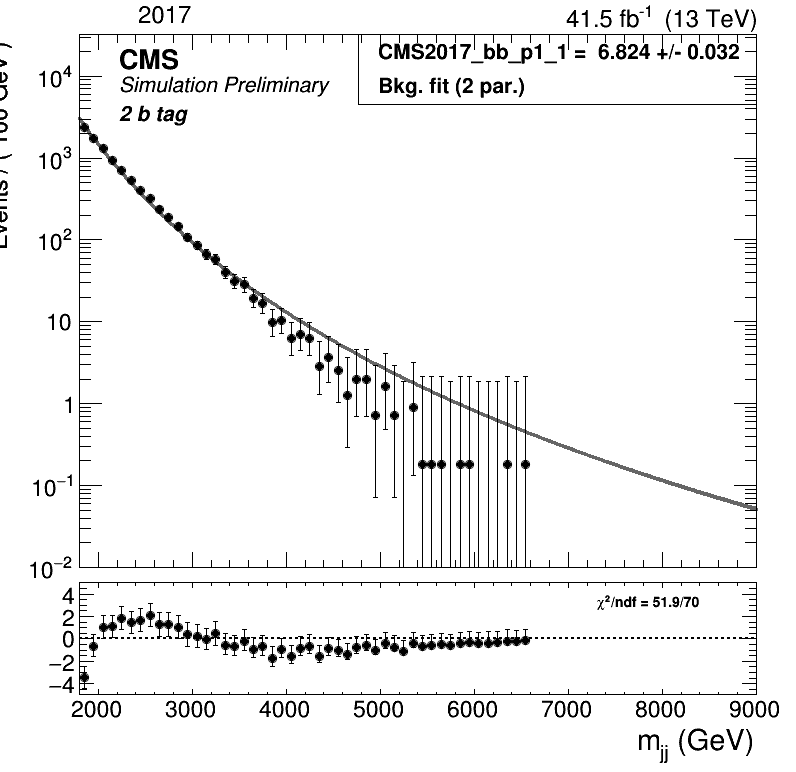 2017
41.5 fb-1 (13 TeV)
CMS
Simulation Preliminary
2 b tag
CMS2017_bb_p1_1 = 6.824 +/- 0.032
Bkg. fit (2 par.)
10⁴
10³
10²
10
1
10⁻¹
10⁻²
χ²/ndf = 51.9/70
4
2
0
−2
−4
2000 3000 4000 5000 6000 7000 8000 9000
mjj (GeV)